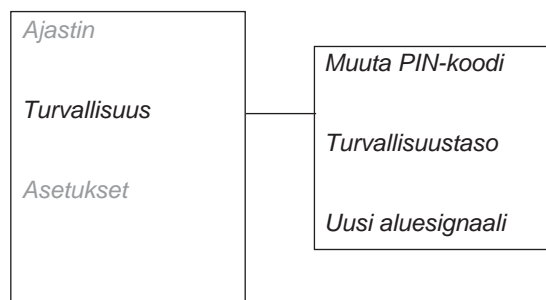 Ajastin
Turvallisuus
Asetukset
Muuta PIN-koodi
Turvallisuustaso
Uusi aluesignaali